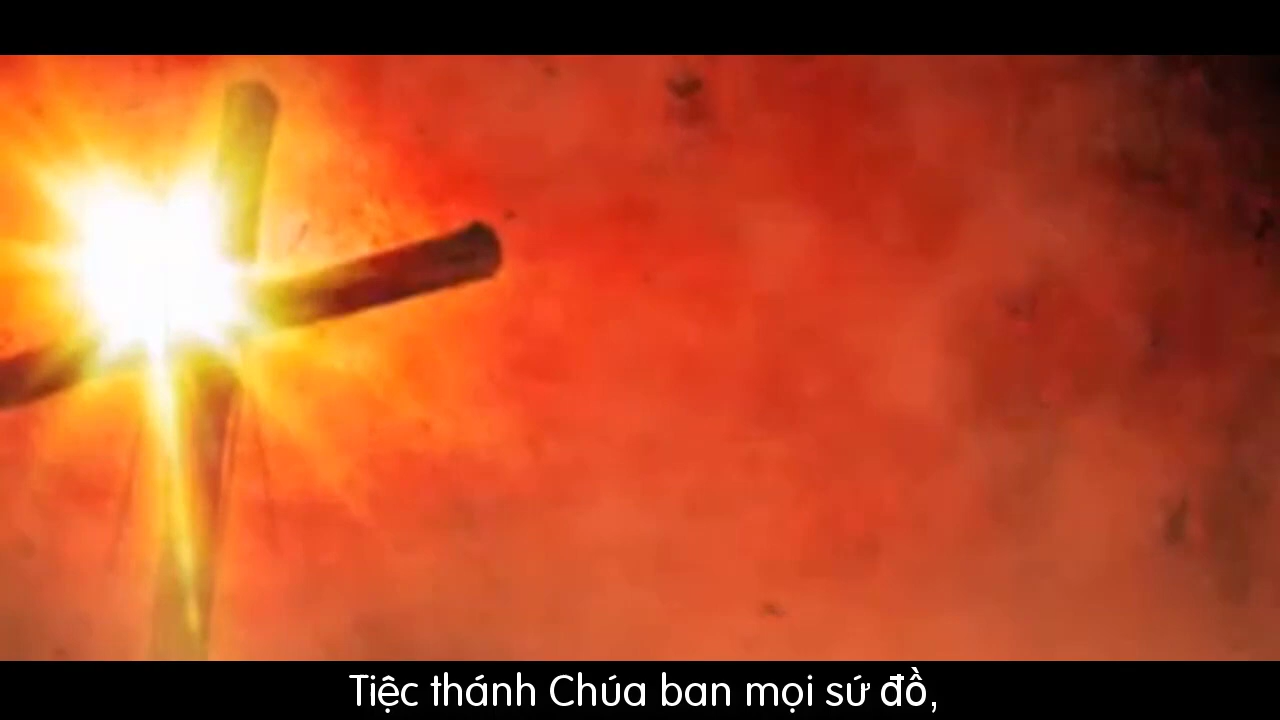 Tiệc thánh Chúa ban mọi sứ đồ,